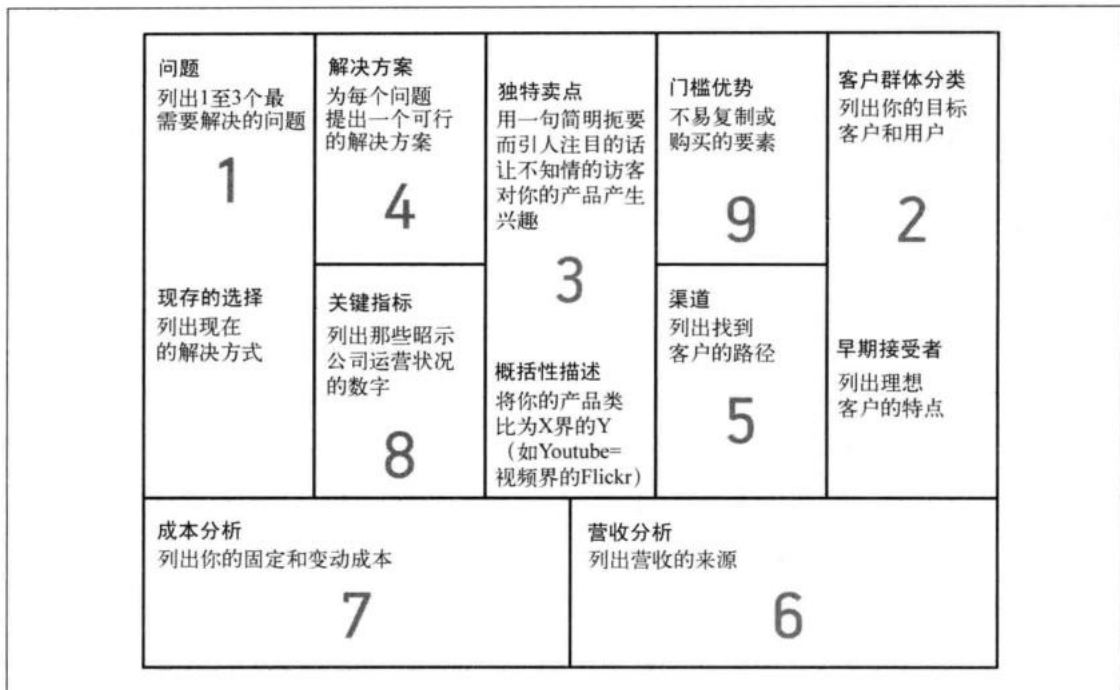 问题
列出1至3个最
需要解决的问题
1
现存的选择
列出现在
的解决方式
解决方案
为每个问题
提出一个可行
的解决方案
4
关键指标
列出那些昭示
公司运营状况
的数字
8
独特卖点
用一句简明扼要
而引人注目的话
让不知情的访客
对你的产品产生
兴趣
3
概括性描述
将你的产品类
比为X界的Y
（如Youtube=
视频界的Flickr）
门槛优势
不易复制或
购买的要素
9
渠道
列出找到
客户的路径
5
客户群体分类
列出你的目标
客户和用户
2
早期接受者
列出理想
客户的特点
成本分析
列出你的固定和变动成本
7
营收分析
列出营收的来源
6